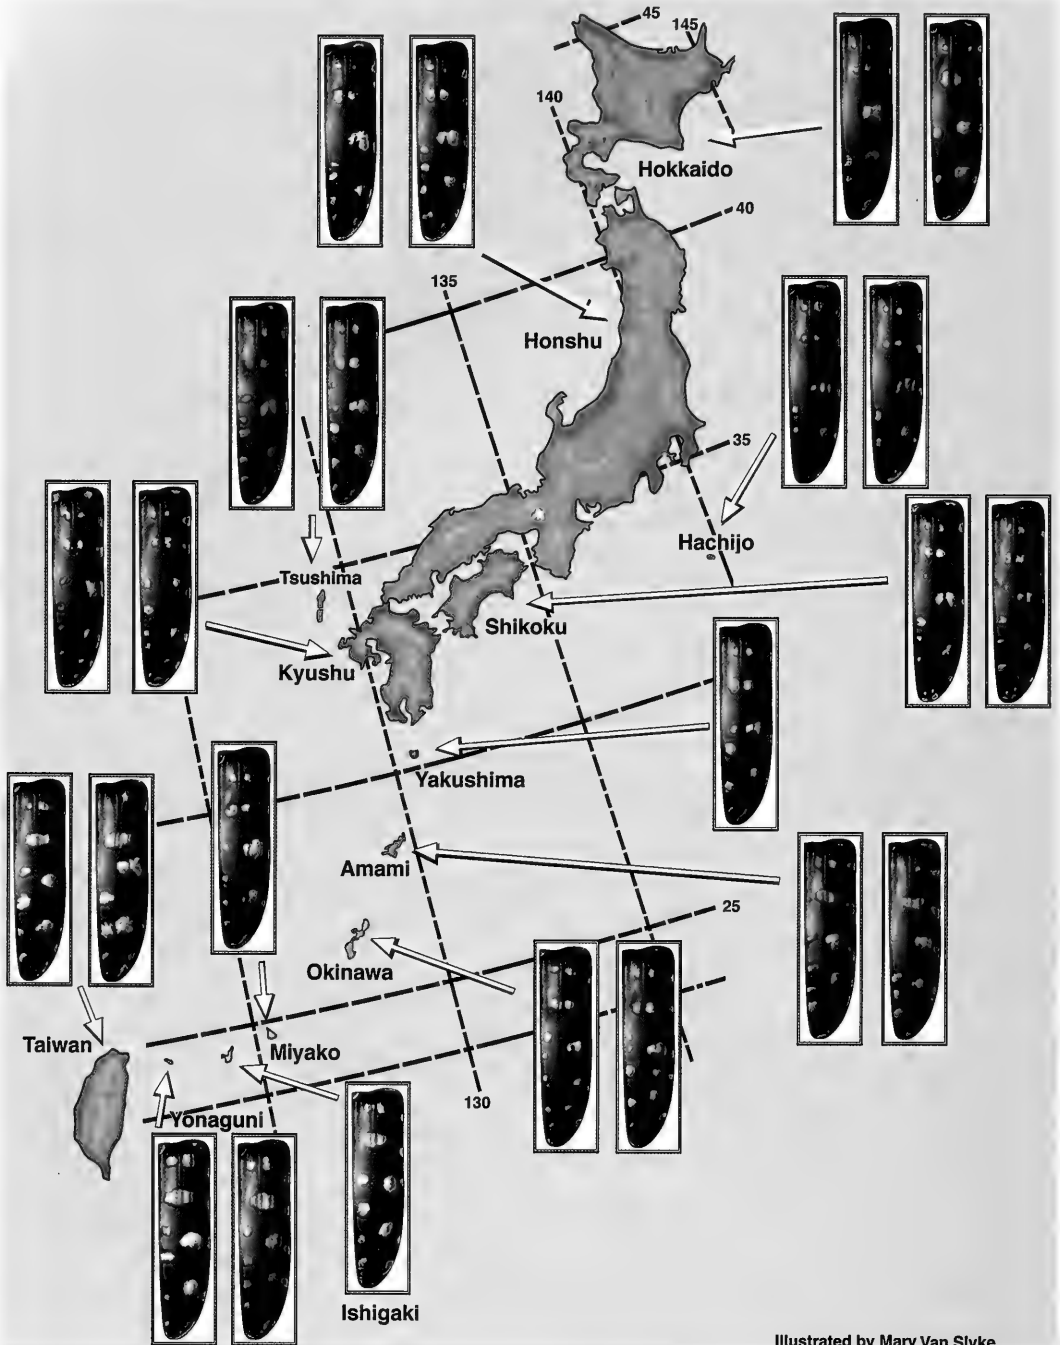 45
145
140
Hokkaido
40
135
Honshu
35
Hachijo
Tsushima
Shikoku
Kyushu
Yakushima
Amami
25
Okinawa
Taiwan
Miyako
130
Yonaguni
Ishigaki
Illustrated by Mary Van Slyke